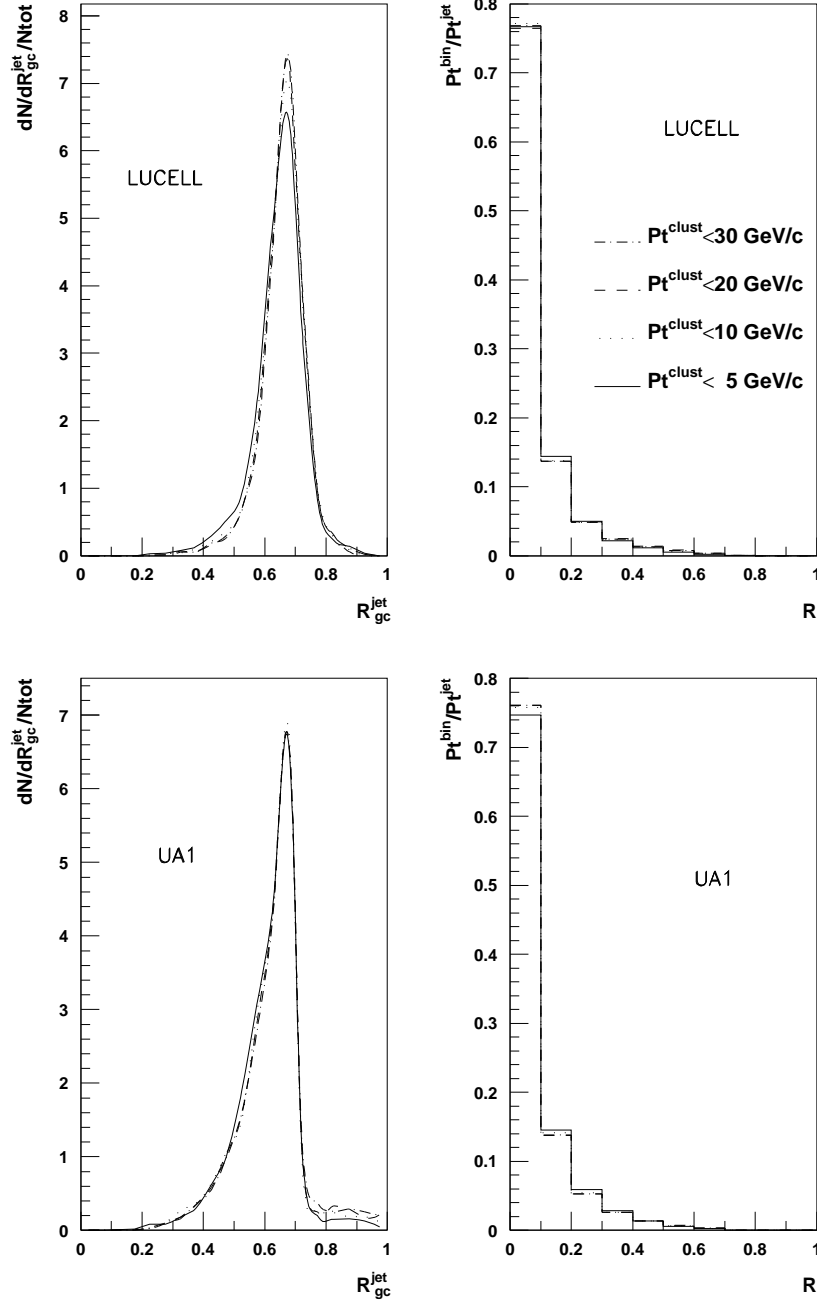 dN/dR_gc^jet/Ntot
8
7
6
5
4
3
2
1
0
LUCELL
0 0.2 0.4 0.6 0.8 1
R_gc^jet
Pt^bin/Pt^jet
0.8
0.7
0.6
0.5
0.4
0.3
0.2
0.1
0
LUCELL
Pt^clust<30 GeV/c
Pt^clust<20 GeV/c
Pt^clust<10 GeV/c
Pt^clust< 5 GeV/c
0 0.2 0.4 0.6 0.8 1
R
dN/dR_gc^jet/Ntot
7
6
5
4
3
2
1
0
UA1
0 0.2 0.4 0.6 0.8 1
R_gc^jet
Pt^bin/Pt^jet
0.8
0.7
0.6
0.5
0.4
0.3
0.2
0.1
0
UA1
0 0.2 0.4 0.6 0.8 1
R